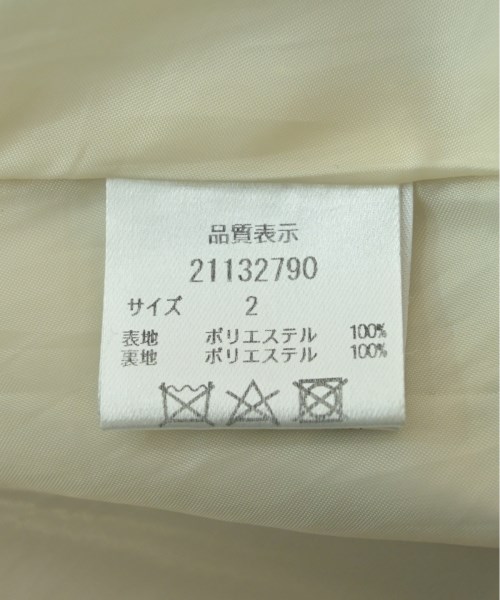 品質表示
21132790
サイズ 2
表地 ポリエステル 100%
裏地 ポリエステル 100%